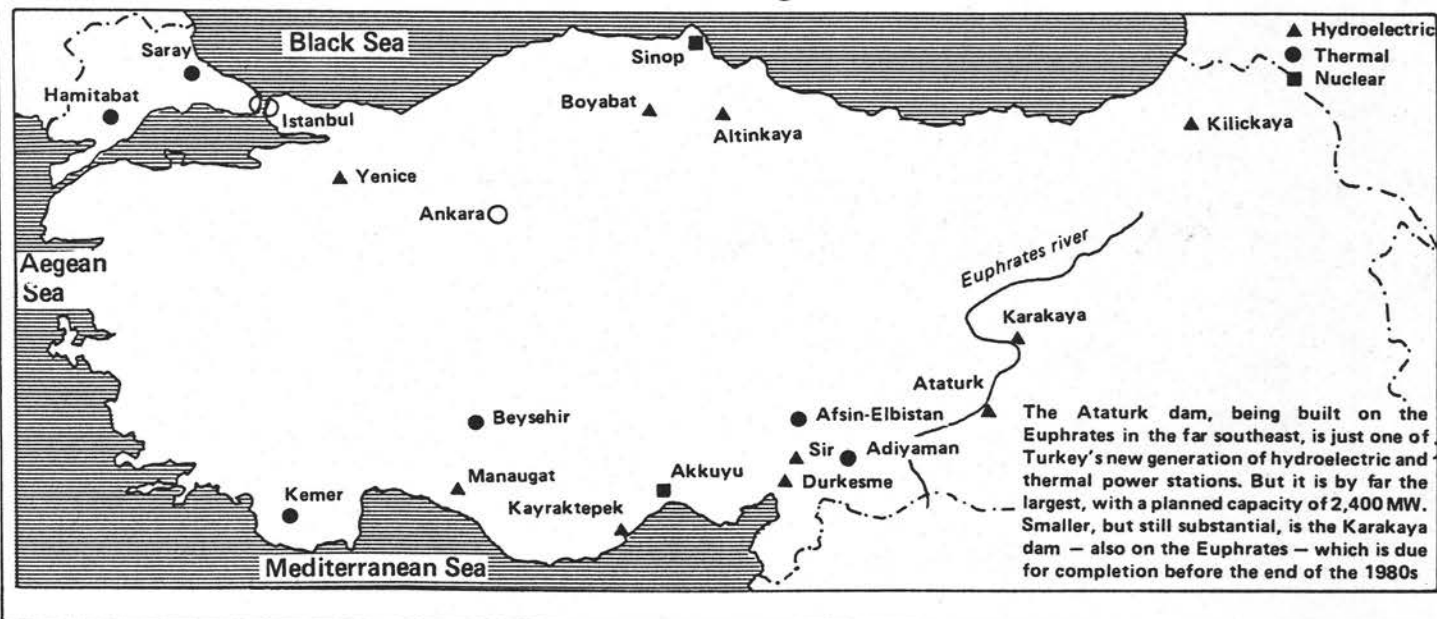 Black Sea
Saray
Sinop
Hydroelectric
Thermal
Nuclear
Hamitabat
Istanbul
Boyabat
Altinkaya
Kilickaya
Yenice
Ankara
Aegean
Sea
Euphrates river
Karakaya
Ataturk
Beysehir
Afsin-Elbistan
Sir
Adiyaman
Manaugat
Akkuyu
Durkesme
Kemer
Kayraktepek
Mediterranean Sea
The Ataturk dam, being built on the
Euphrates in the far southeast, is just one of
Turkey's new generation of hydroelectric and
thermal power stations. But it is by far the
largest, with a planned capacity of 2,400 MW.
Smaller, but still substantial, is the Karakaya
dam — also on the Euphrates — which is due
for completion before the end of the 1980s